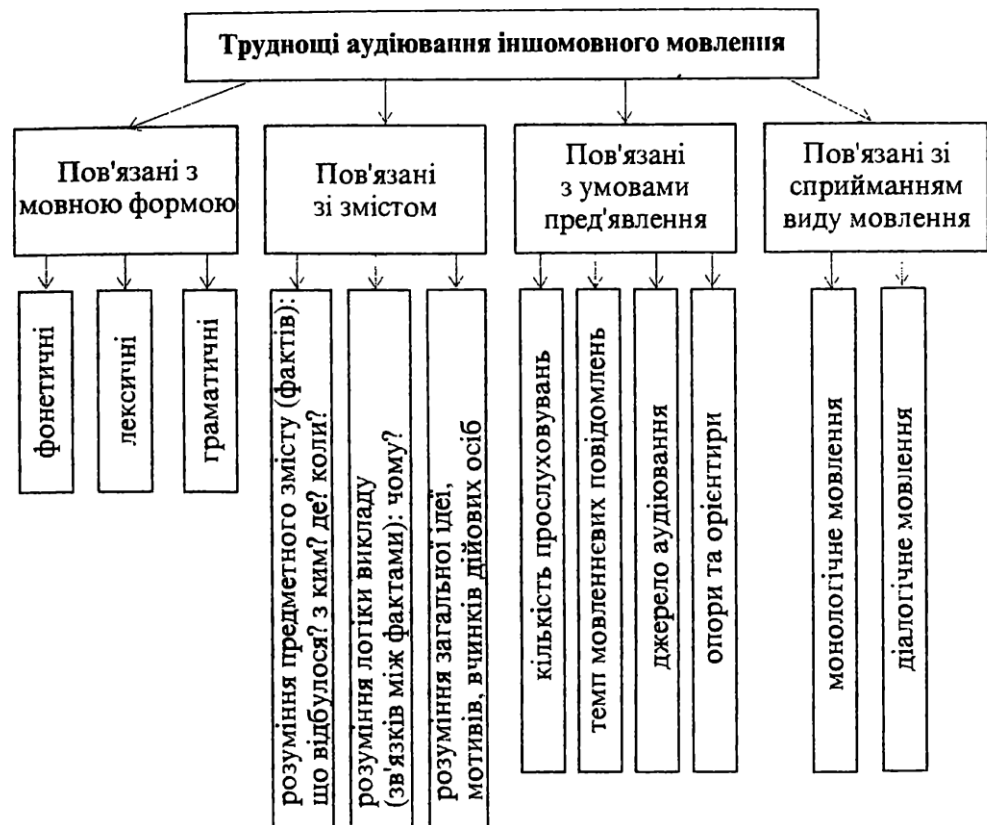 Труднощі аудіювання іншомовного мовлення
Пов'язані з
мовною формою
Пов'язані
зі змістом
Пов'язані
з умовами
пред'явлення
Пов'язані зі
сприйманням
виду мовлення
фонетичні
лексичні
граматичні
розуміння предметного змісту (фактів):
що відбулося? з ким? де? коли?
розуміння логіки викладу
(зв'язків між фактами): чому?
розуміння загальної ідеї,
мотивів, вчинків дійових осіб
кількість прослуховувань
темп мовленнєвих повідомлень
джерело аудіювання
опори та орієнтири
монологічне мовлення
діалогічне мовлення